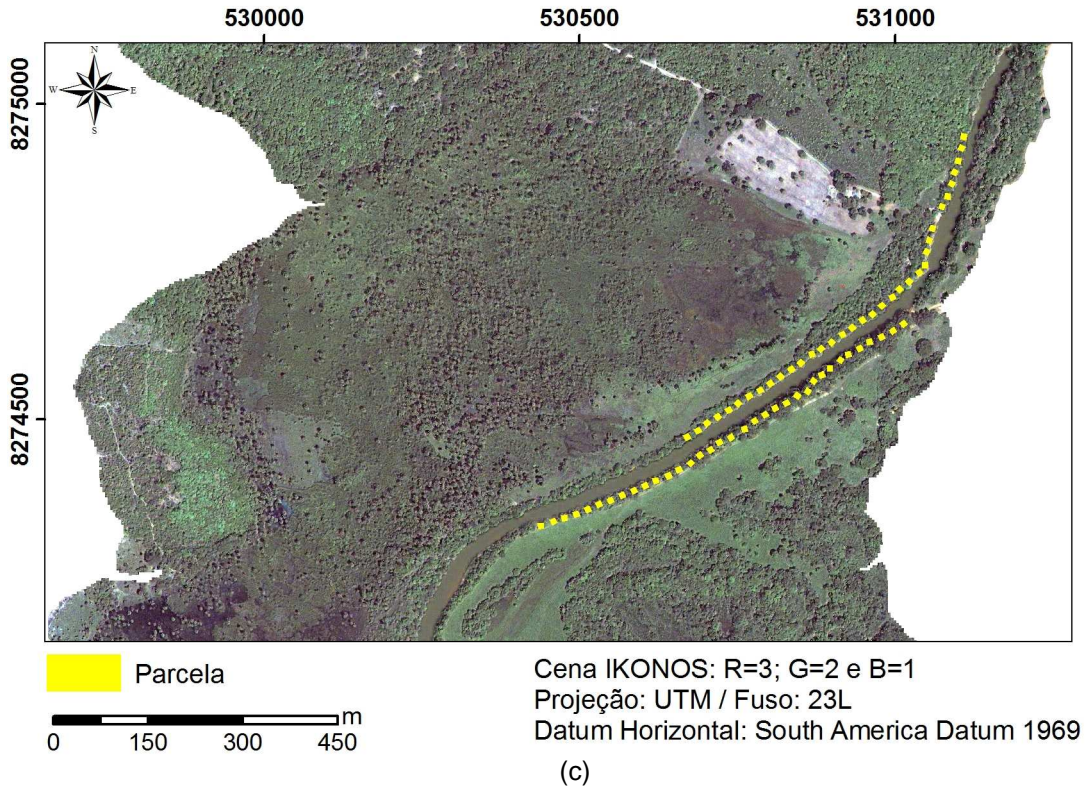 530000 530500 531000
N
W E
S
8275000
8274500
Parcela
m
0 150 300 450
Cena IKONOS: R=3; G=2 e B=1
Projeção: UTM / Fuso: 23L
Datum Horizontal: South America Datum 1969
(c)